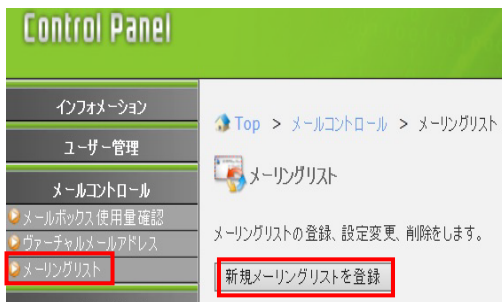 Control Panel
インフォメーション
ユーザー管理
メールコントロール
メールボックス使用量確認
ヴァーチャルメールアドレス
メーリングリスト
Top > メールコントロール > メーリングリスト
メーリングリスト
メーリングリストの登録、設定変更、削除をします。
新規メーリングリストを登録